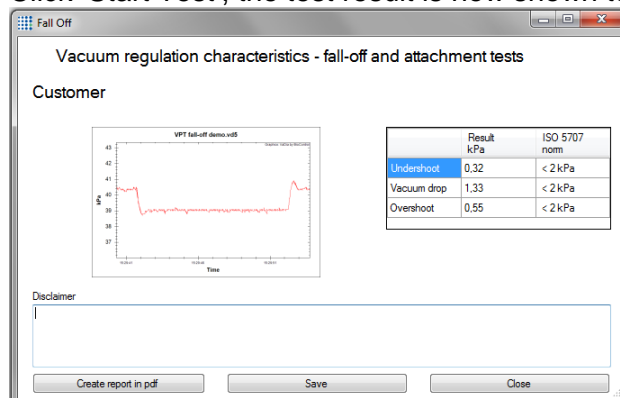 Fall Off
Vacuum regulation characteristics - fall-off and attachment tests
Customer
VPT fall-off demo.vd5
43
42
41
40
39
38
37
kPa
Time
Result kPa ISO 5707 norm
Undershoot 0,32 < 2 kPa
Vacuum drop 1,33 < 2 kPa
Overshoot 0,55 < 2 kPa
Disclaimer
Create report in pdf Save Close